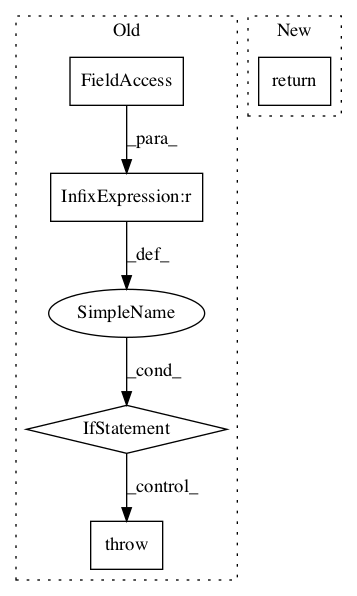 Old
New
FieldAccess
return
_para_
InfixExpression:r
_def_
SimpleName
_cond_
IfStatement
_control_
throw